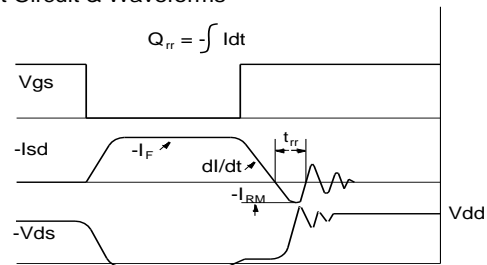 t Circuit & Waveforms
Qrr = -∫ Idt
Vgs
-Isd
-IF
dI/dt
trr
-IRM
Vdd
-Vds